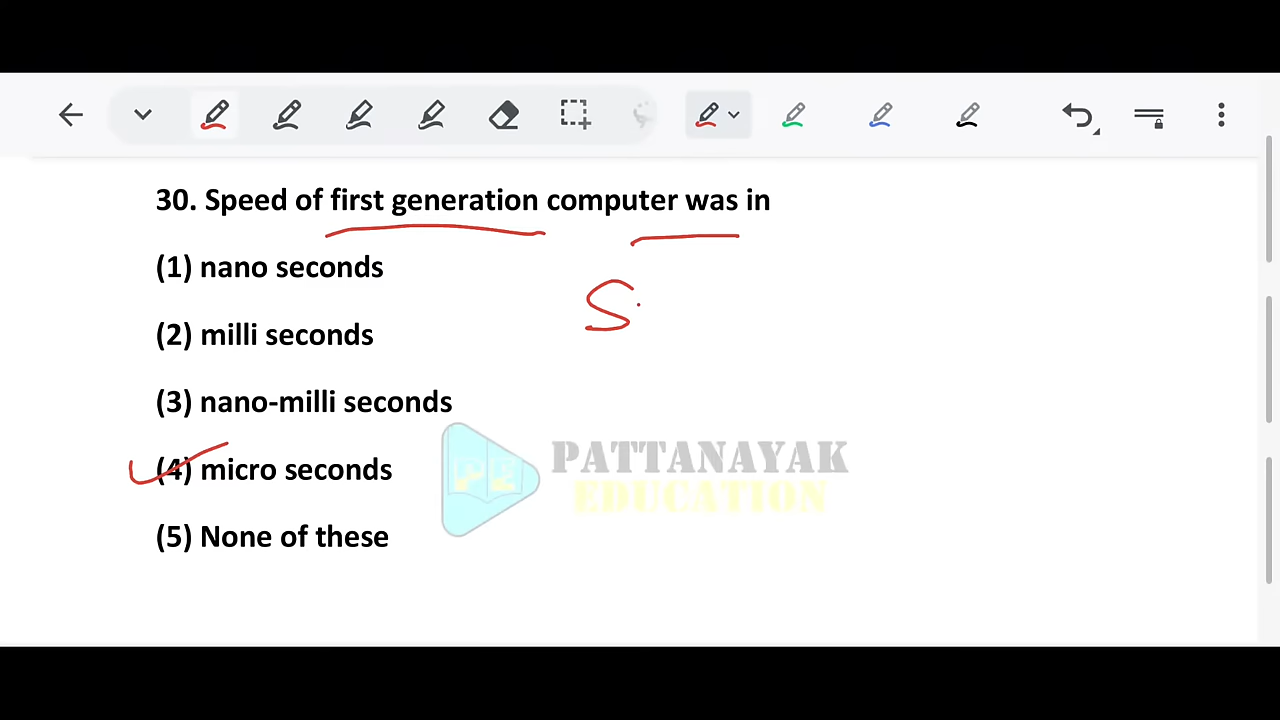 30. Speed of first generation computer was in
(1) nano seconds
S
(2) milli seconds
(3) nano-milli seconds
(4) micro seconds
PATTANAYAK
PE
EDUCATION
(5) None of these